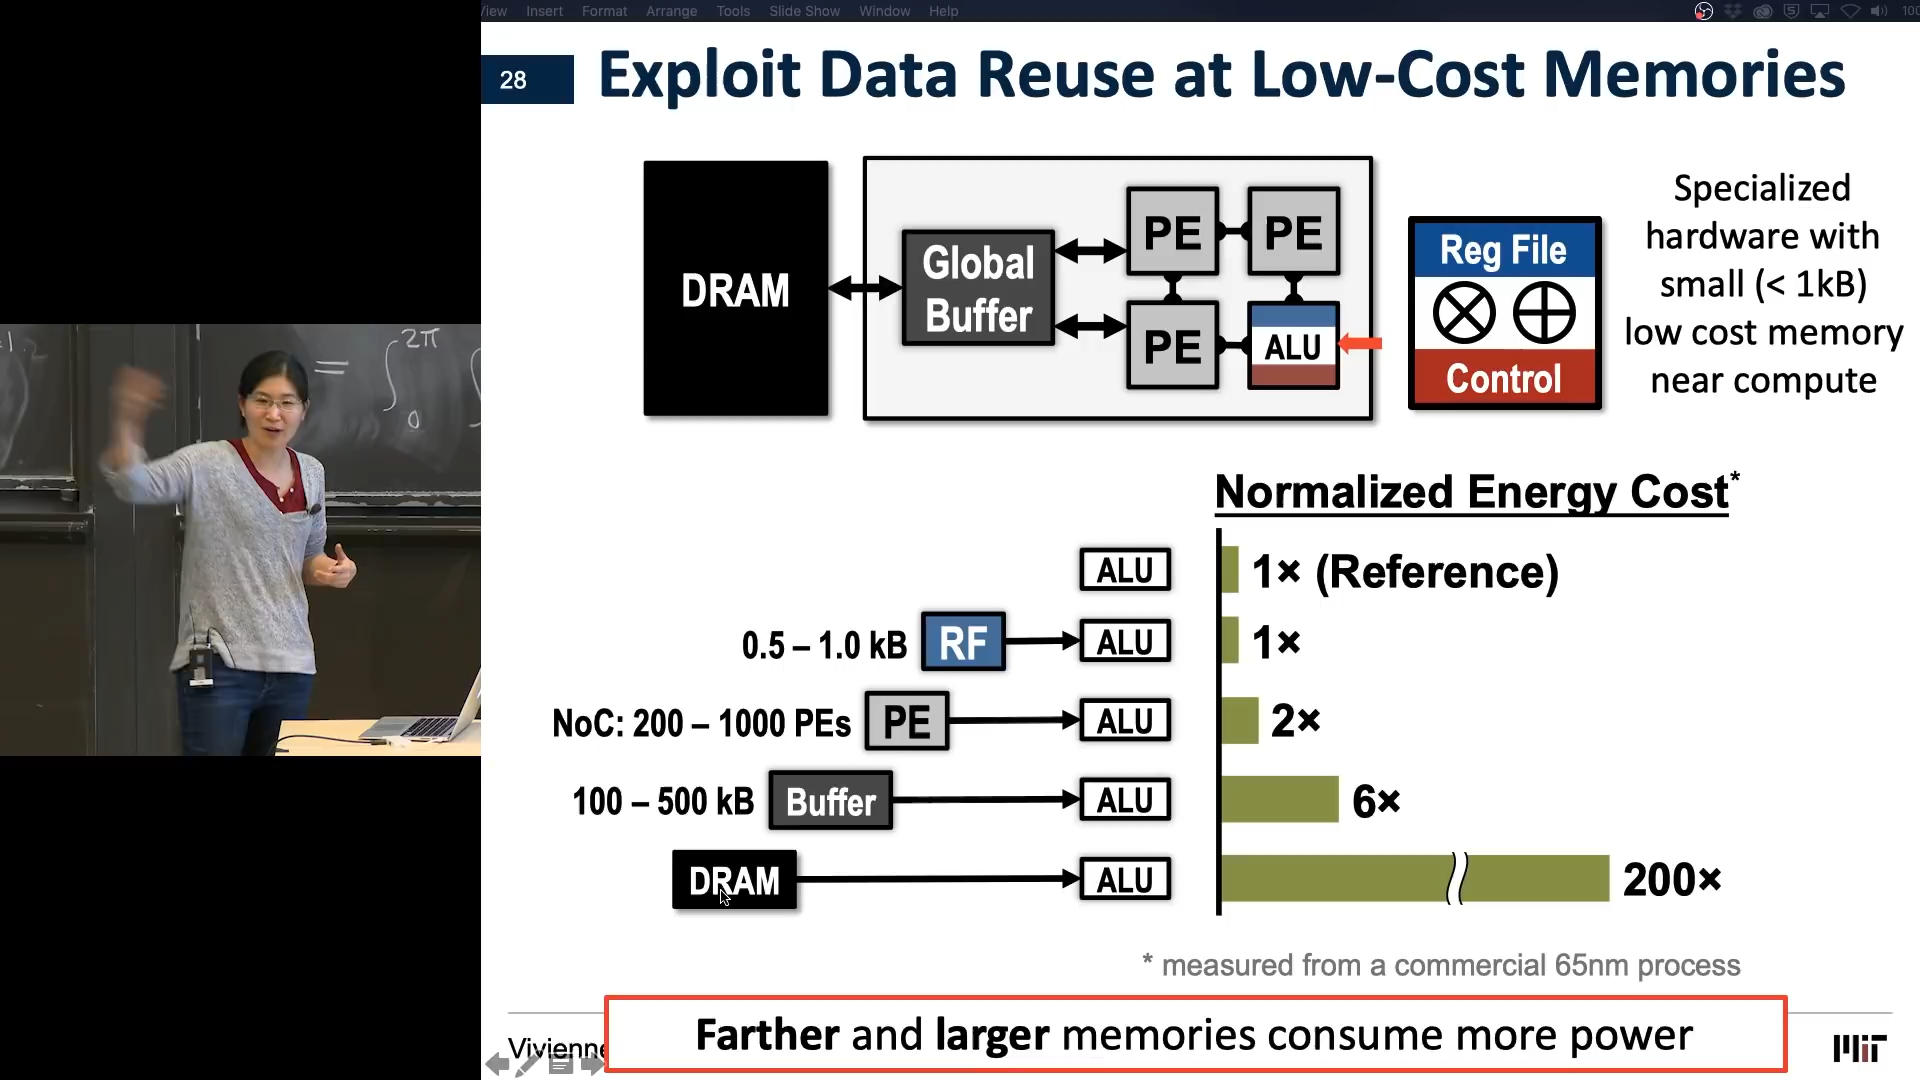 View Insert Format Arrange Tools Slide Show Window Help
28
Exploit Data Reuse at Low-Cost Memories
DRAM
Global
Buffer
PE PE
PE ALU
Reg File
Control
Specialized
hardware with
small (< 1kB)
low cost memory
near compute
= ∫ 2π
0
Normalized Energy Cost*
ALU 1× (Reference)
0.5 – 1.0 kB RF ALU 1×
NoC: 200 – 1000 PEs PE ALU 2×
100 – 500 kB Buffer ALU 6×
DRAM ALU 200×
* measured from a commercial 65nm process
Vivienne
Farther and larger memories consume more power
MIT